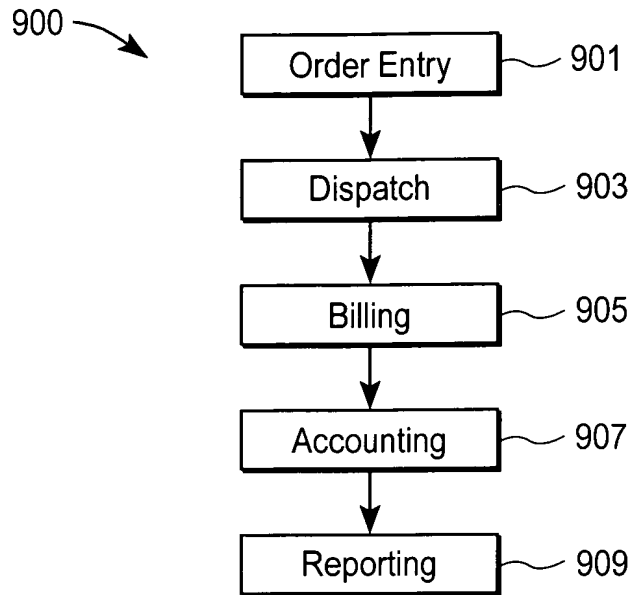 900
Order Entry 901
Dispatch 903
Billing 905
Accounting 907
Reporting 909